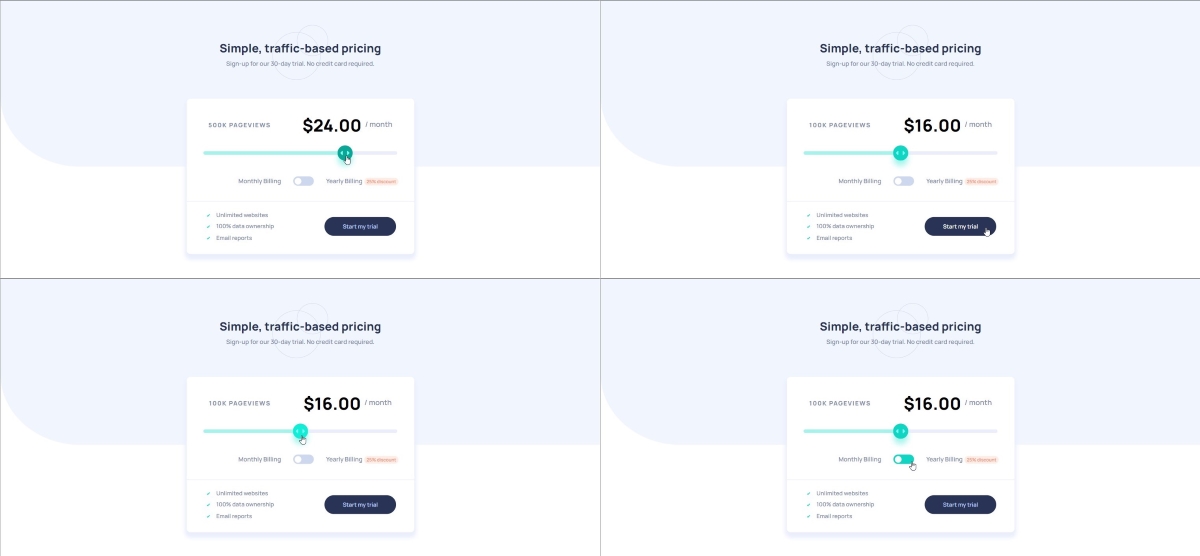 Simple, traffic-based pricing
Sign-up for our 30-day trial. No credit card required.
500K PAGEVIEWS $24.00 / month
Monthly Billing Yearly Billing 25% discount
Unlimited websites
100% data ownership
Email reports
Start my trial
Simple, traffic-based pricing
Sign-up for our 30-day trial. No credit card required.
100K PAGEVIEWS $16.00 / month
Monthly Billing Yearly Billing 25% discount
Unlimited websites
100% data ownership
Email reports
Start my trial
Simple, traffic-based pricing
Sign-up for our 30-day trial. No credit card required.
100K PAGEVIEWS $16.00 / month
Monthly Billing Yearly Billing 25% discount
Unlimited websites
100% data ownership
Email reports
Start my trial
Simple, traffic-based pricing
Sign-up for our 30-day trial. No credit card required.
100K PAGEVIEWS $16.00 / month
Monthly Billing Yearly Billing 25% discount
Unlimited websites
100% data ownership
Email reports
Start my trial